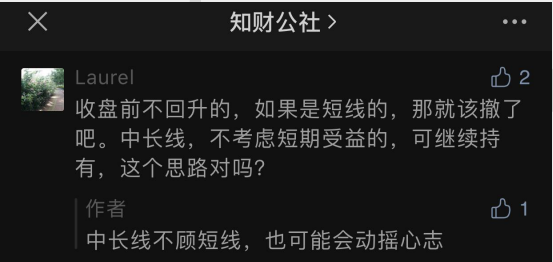 知财公社
Laurel
2
收盘前不回升的，如果是短线的，那就该撤了
吧。中长线，不考虑短期受益的，可继续持
有，这个思路对吗？
作者
1
中长线不顾短线，也可能会动摇心志